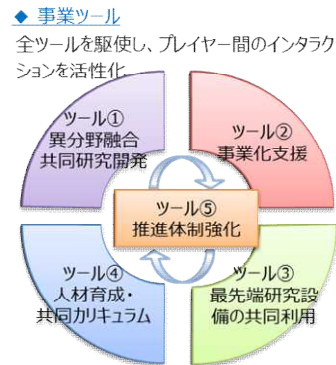 ◆ 事業ツール
全ツールを駆使し、プレイヤー間のインタラク
ションを活性化
ツール①
異分野融合
共同研究開発
ツール②
事業化支援
ツール⑤
推進体制強化
ツール④
人材育成・
共同カリキュラム
ツール③
最先端研究設
備の共同利用